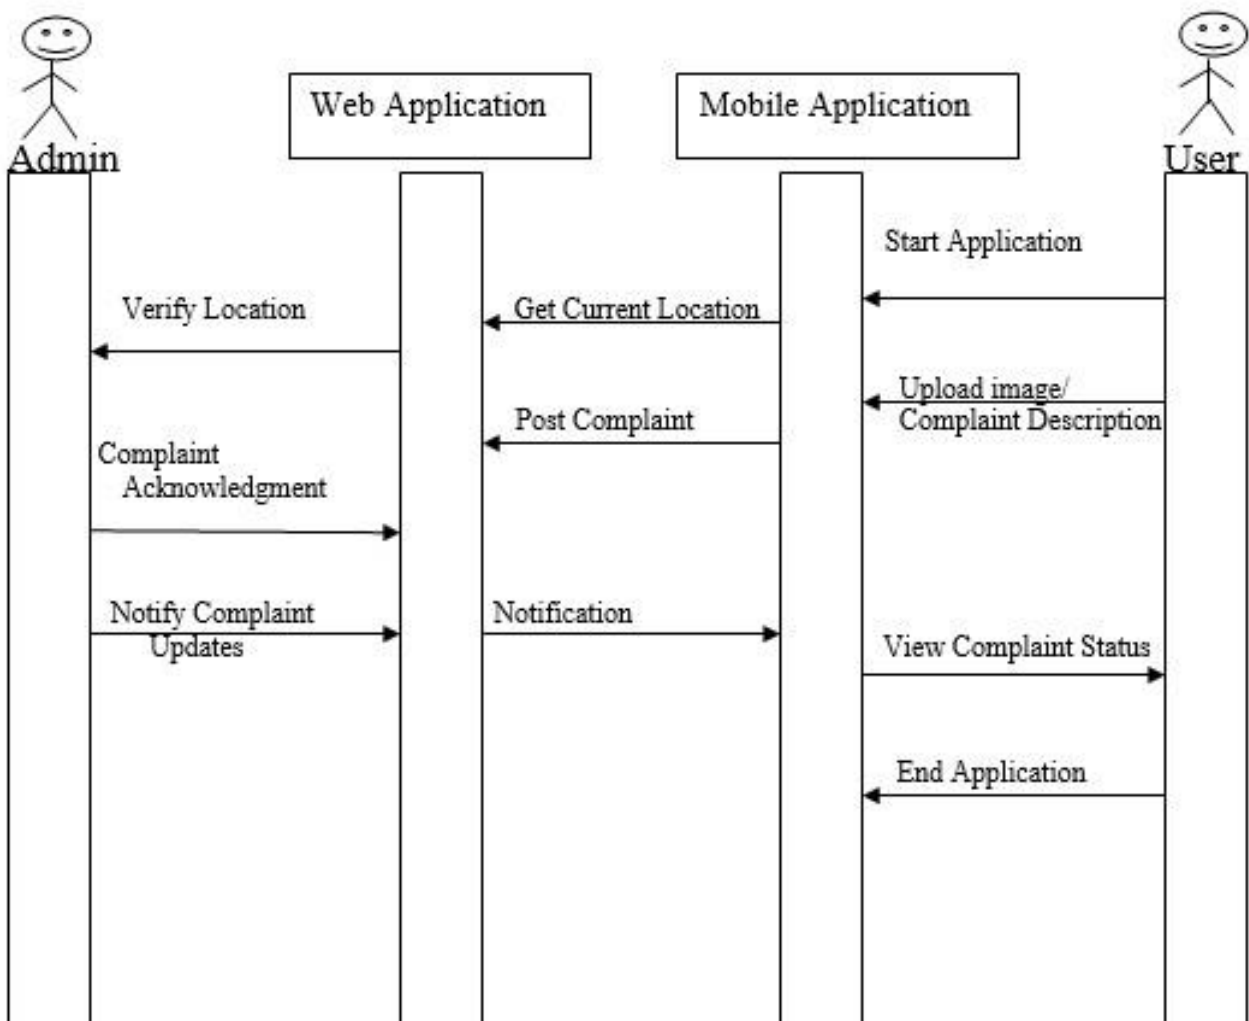 Web Application
Mobile Application
Admin
User
Start Application
Verify Location
Get Current Location
Upload image/
Complaint Description
Post Complaint
Complaint
Acknowledgment
Notify Complaint
Updates
Notification
View Complaint Status
End Application